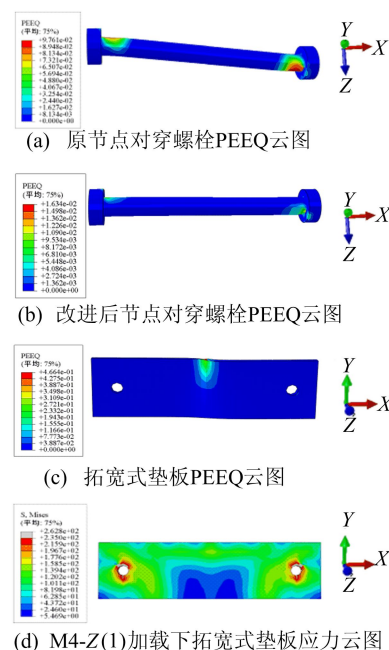 PEEQ
(平均: 75%)
+9.761e-02
+8.948e-02
+8.134e-02
+7.321e-02
+6.507e-02
+5.694e-02
+4.880e-02
+4.067e-02
+3.254e-02
+2.440e-02
+1.627e-02
+8.134e-03
+0.000e+00
Y
X
Z
(a) 原节点对穿螺栓PEEQ云图
PEEQ
(平均: 75%)
+1.634e-02
+1.498e-02
+1.362e-02
+1.226e-02
+1.090e-02
+9.534e-03
+8.172e-03
+6.810e-03
+5.448e-03
+4.086e-03
+2.724e-03
+1.362e-03
+0.000e+00
Y
X
Z
(b) 改进后节点对穿螺栓PEEQ云图
PEEQ
(平均: 75%)
+4.664e-01
+4.275e-01
+3.887e-01
+3.498e-01
+3.109e-01
+2.721e-01
+2.332e-01
+1.943e-01
+1.555e-01
+1.166e-01
+7.773e-02
+3.887e-02
+0.000e+00
Y
X
Z
(c) 拓宽式垫板PEEQ云图
S, Mises
(平均: 75%)
+2.628e+02
+2.350e+02
+2.159e+02
+1.967e+02
+1.776e+02
+1.585e+02
+1.394e+02
+1.202e+02
+1.011e+02
+8.198e+01
+6.285e+01
+4.372e+01
+2.460e+01
+5.469e+00
Y
X
Z
(d) M4-Z(1)加载下拓宽式垫板应力云图